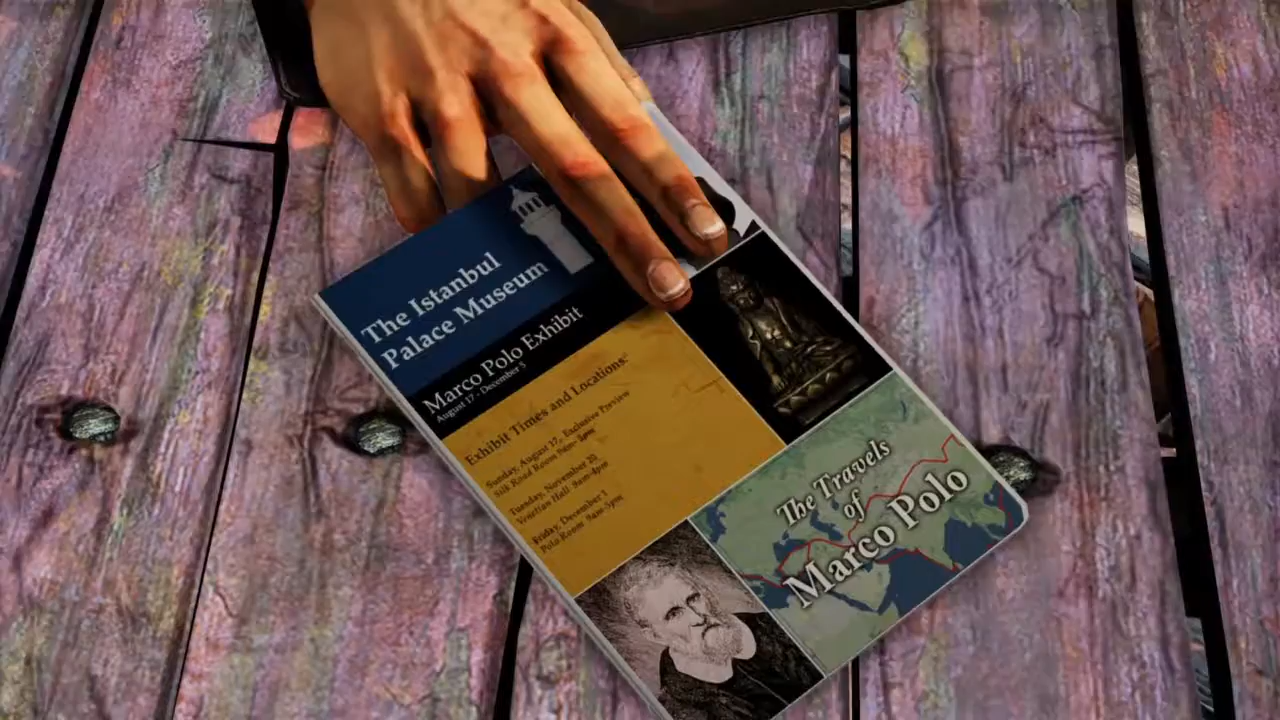 The Istanbul
Palace Museum
Marco Polo Exhibit
August 17 - December 5
Exhibit Times and Locations:
Sunday, August 17, Exclusive Preview
Silk Road Room 9am-5pm
Tuesday, November 20
Venetian Hall 9am-4pm
Friday, December 1
Polo Room 9am-5pm
The Travels
of
Marco Polo